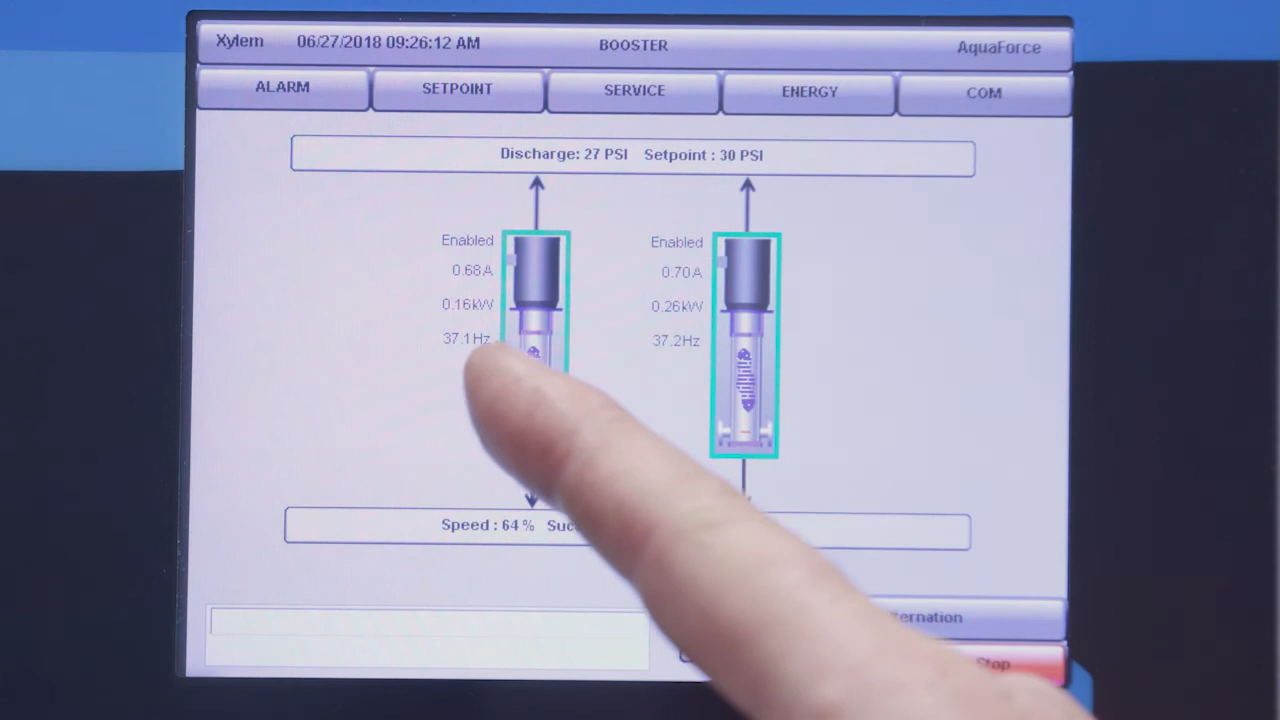 Xylem 06/27/2018 09:26:12 AM BOOSTER AquaForce
ALARM SETPOINT SERVICE ENERGY COM
Discharge: 27 PSI Setpoint : 30 PSI
Enabled Enabled
0.68A 0.70A
0.16kW 0.26kW
37.1Hz 37.2Hz
Speed : 64 %
Stop